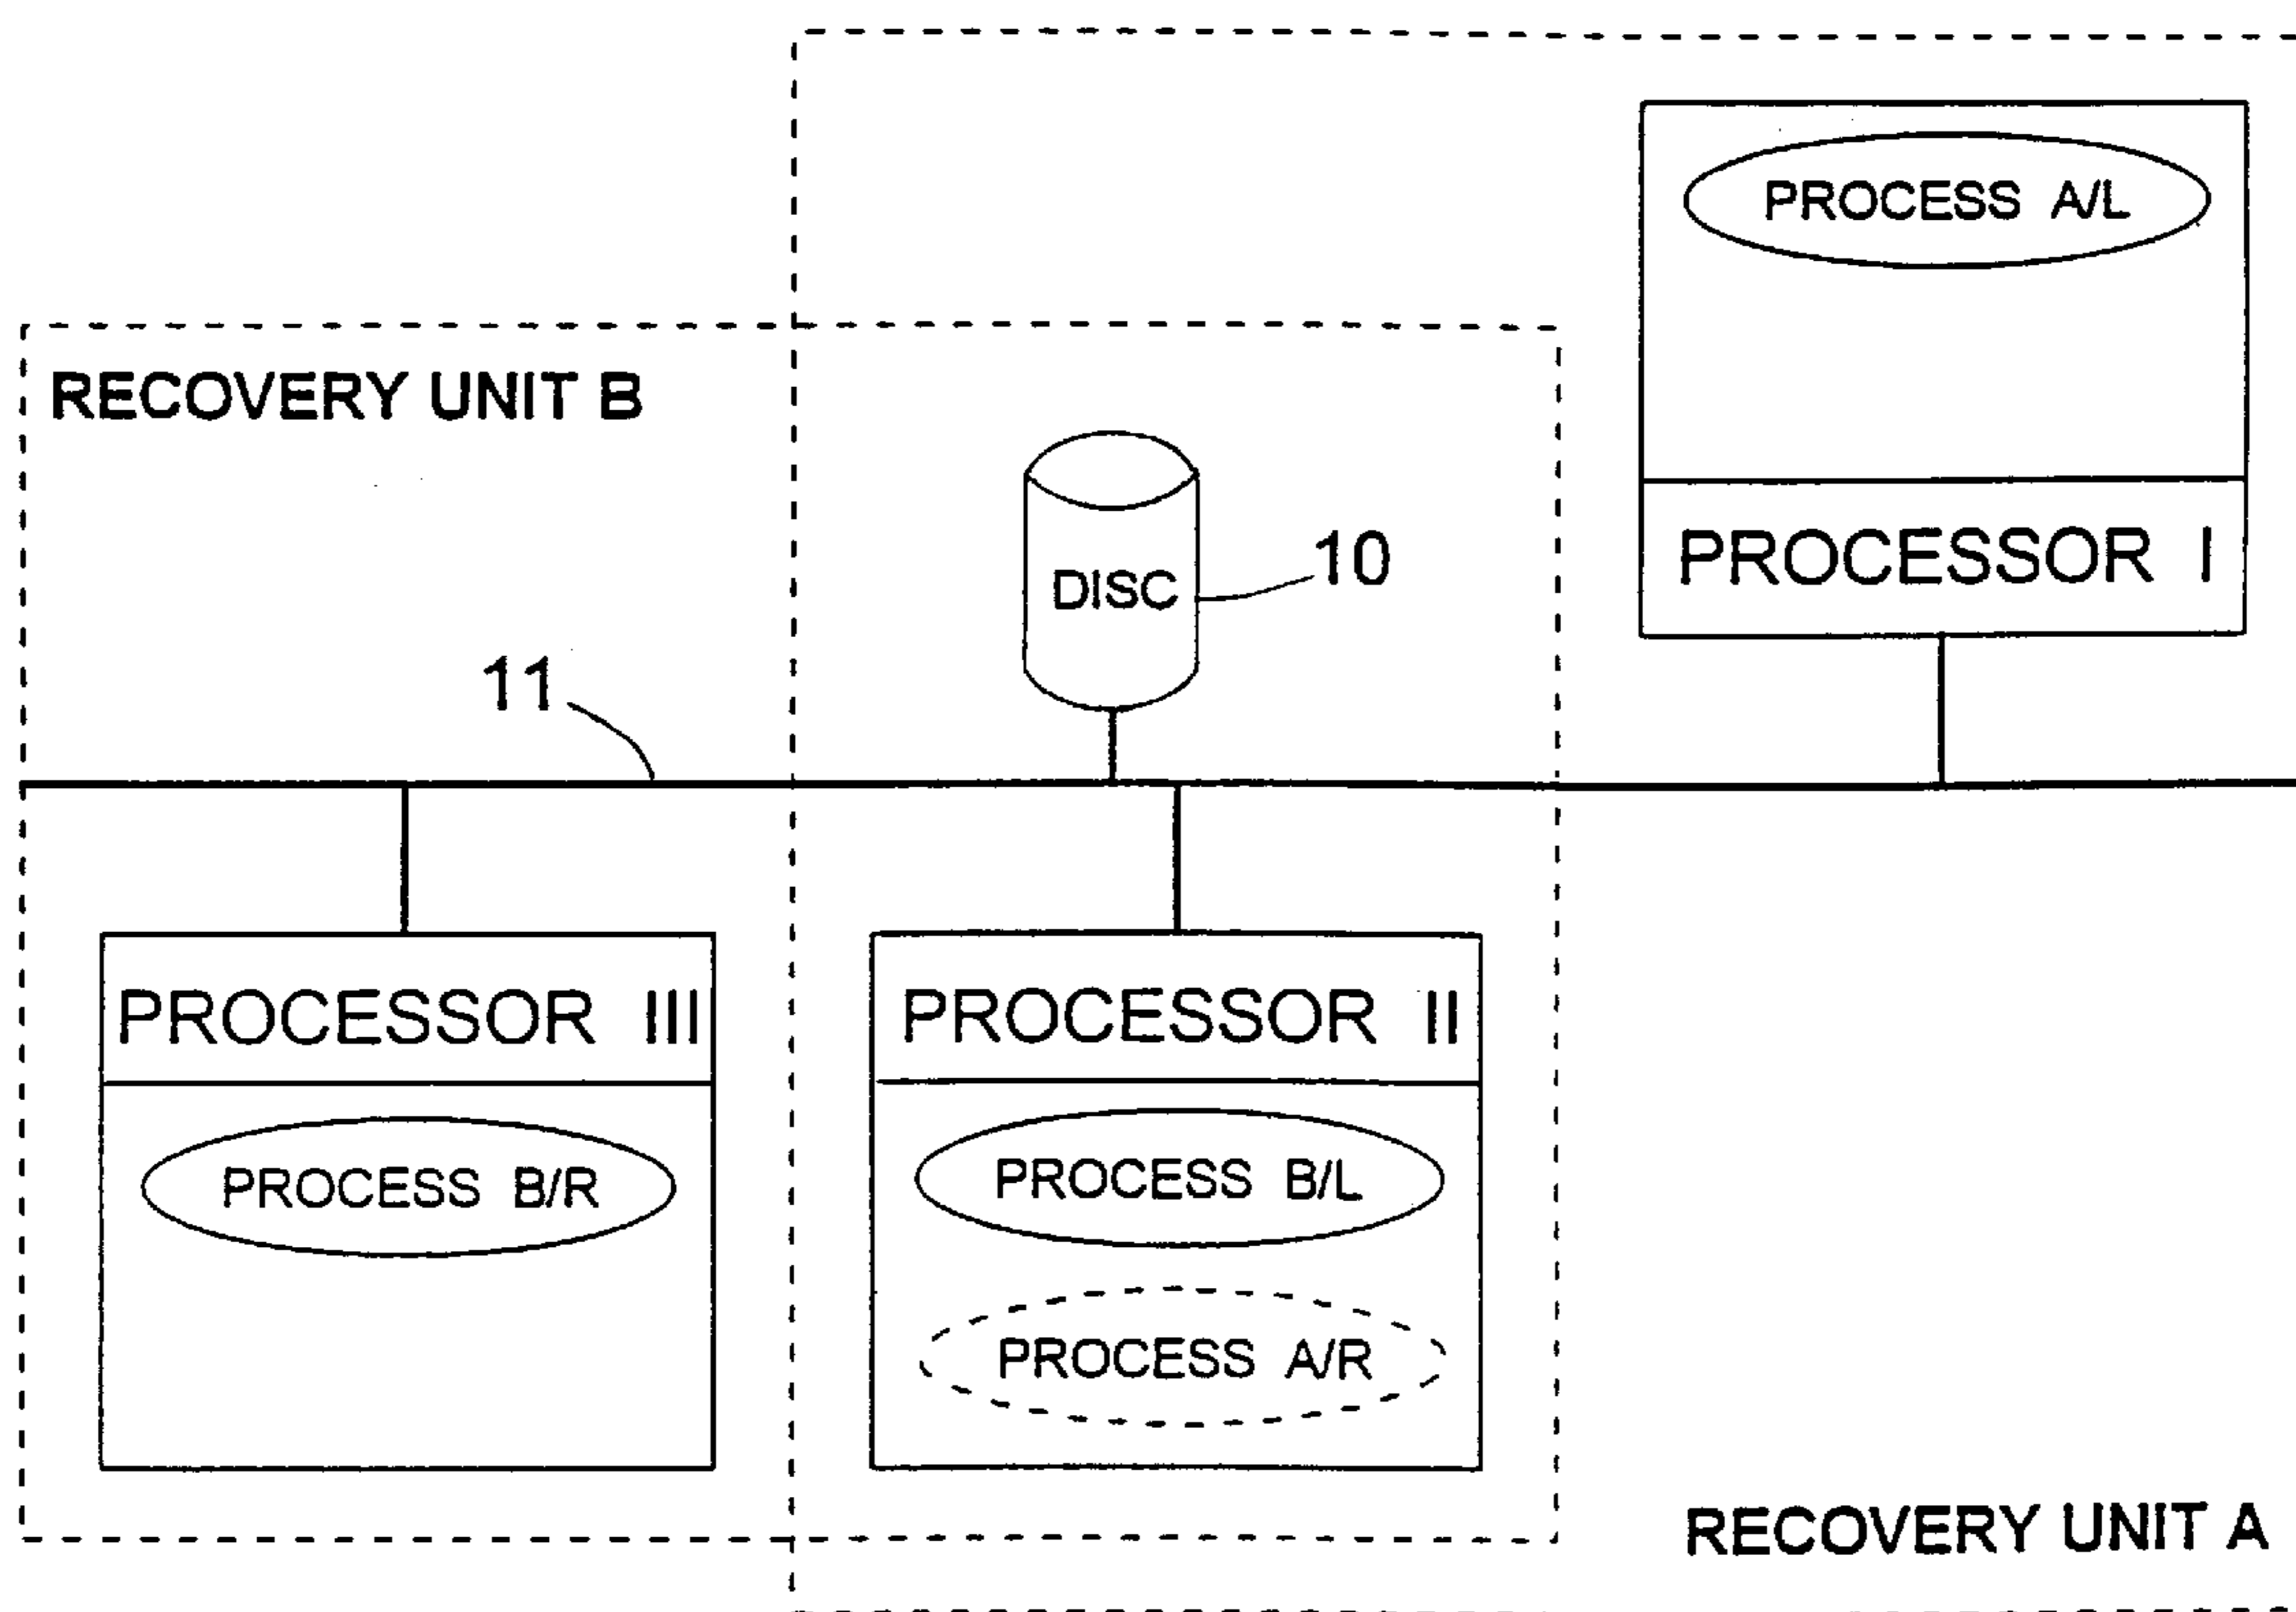 PROCESS A/L
PROCESSOR I
RECOVERY UNIT B
DISC
10
11
PROCESSOR III
PROCESS B/R
PROCESSOR II
PROCESS B/L
PROCESS A/R
RECOVERY UNIT A